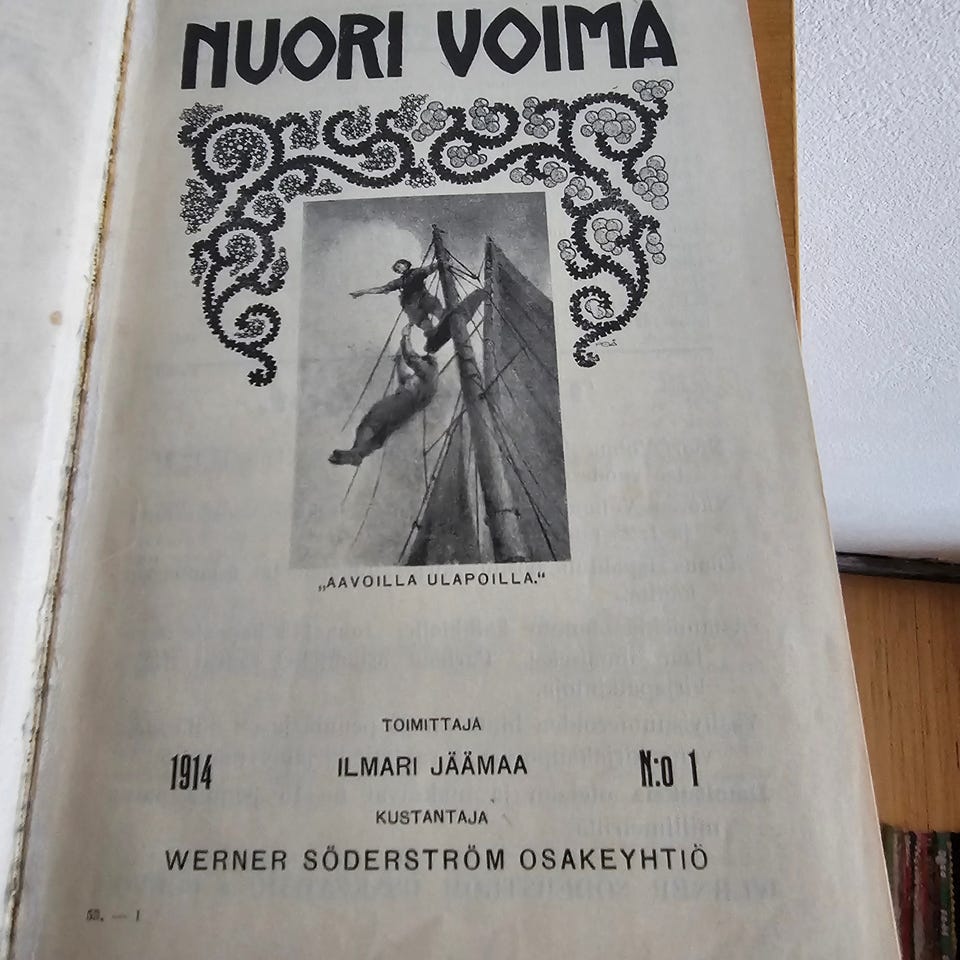 NUORI VOIMA
„AAVOILLA ULAPOILLA.“
TOIMITTAJA
1914 ILMARI JÄÄMAA N:o 1
KUSTANTAJA
WERNER SÖDERSTRÖM OSAKEYHTIÖ